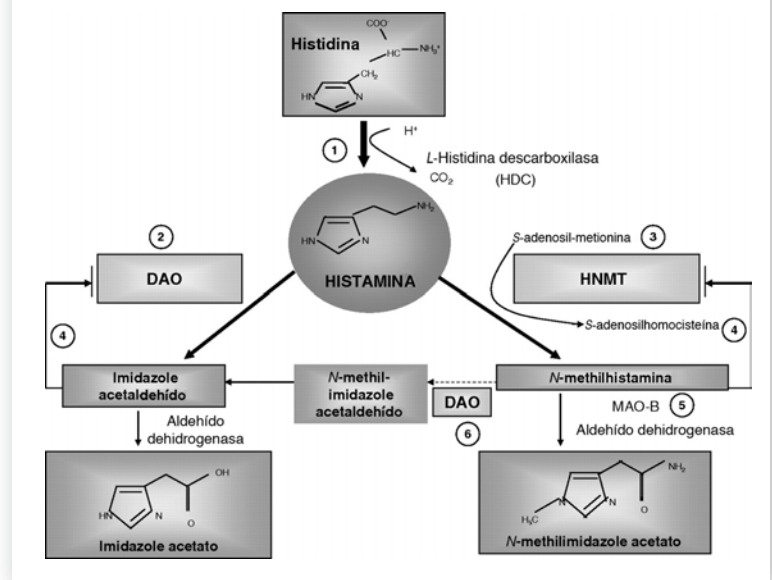 COO⁻
Histidina
HC
NH₃⁺
CH₂
HN
N
H⁺
1
L-Histidina descarboxilasa
CO₂
(HDC)
NH₂
HN
N
HISTAMINA
2
DAO
S-adenosil-metionina
3
HNMT
S-adenosilhomocisteína
4
4
Imidazole
acetaldehído
N-methil-
imidazole
acetaldehído
DAO
6
N-methilhistamina
MAO-B
5
Aldehído dehidrogenasa
Aldehído
dehidrogenasa
OH
HN
N
O
Imidazole acetato
NH₂
N
N
H₃C
O
N-methilimidazole acetato